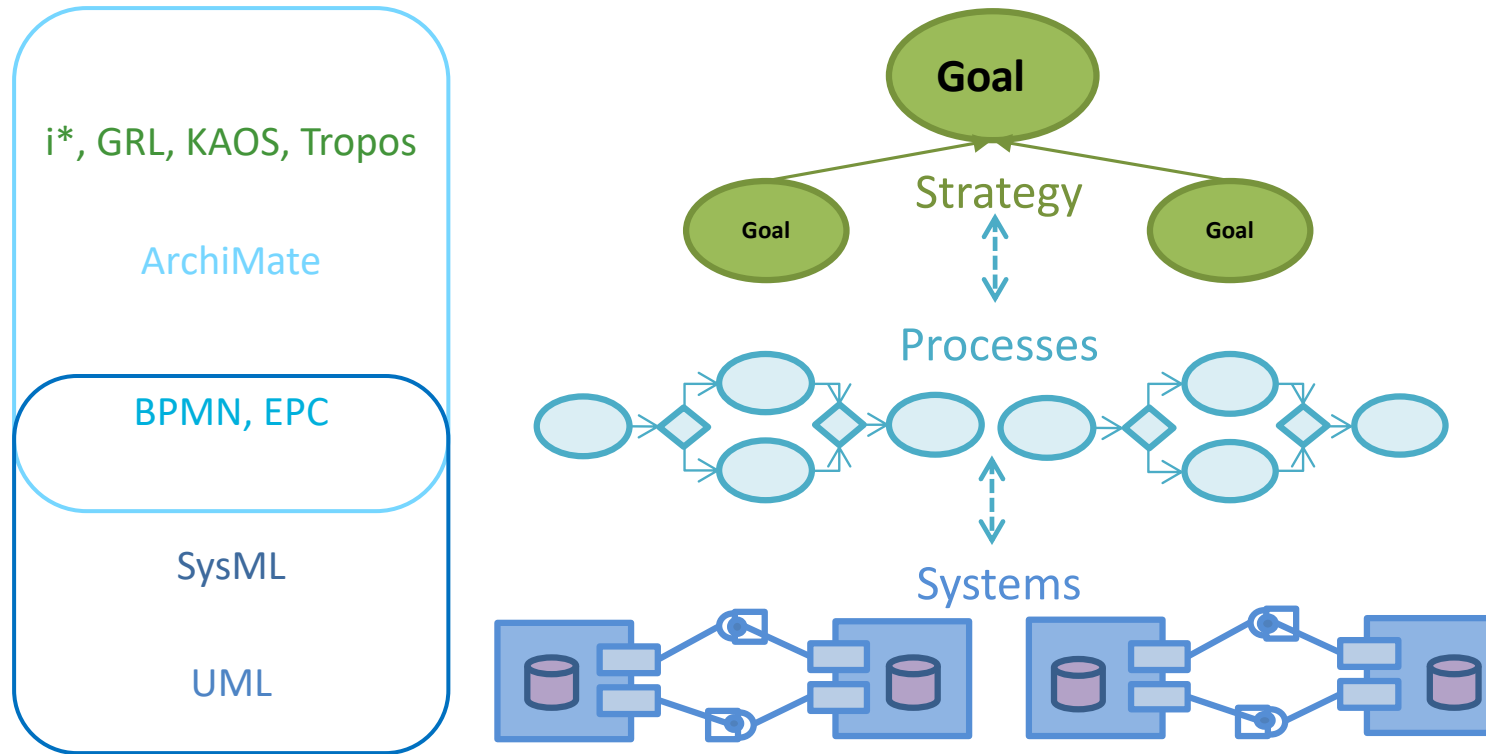 i*, GRL, KAOS, Tropos
ArchiMate
BPMN, EPC
SysML
UML
Goal
Strategy
Goal
Goal
Processes
Systems